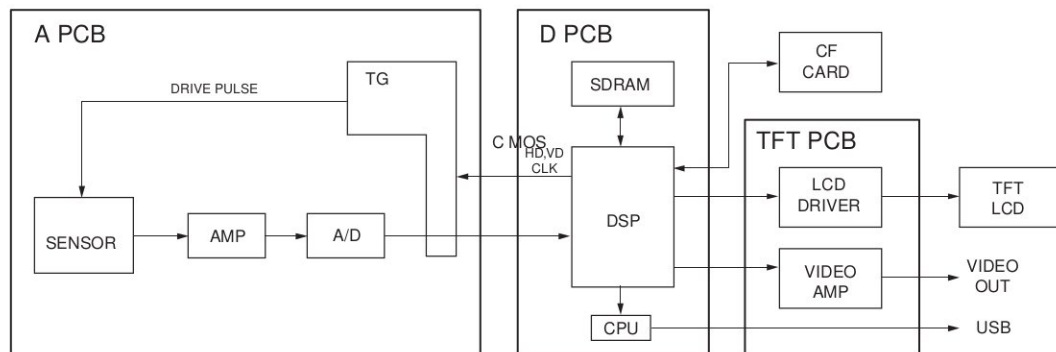 A PCB
D PCB
TG
DRIVE PULSE
SDRAM
CF
CARD
C MOS
HD,VD
CLK
TFT PCB
SENSOR
AMP
A/D
DSP
LCD
DRIVER
TFT
LCD
VIDEO
AMP
VIDEO
OUT
CPU
USB